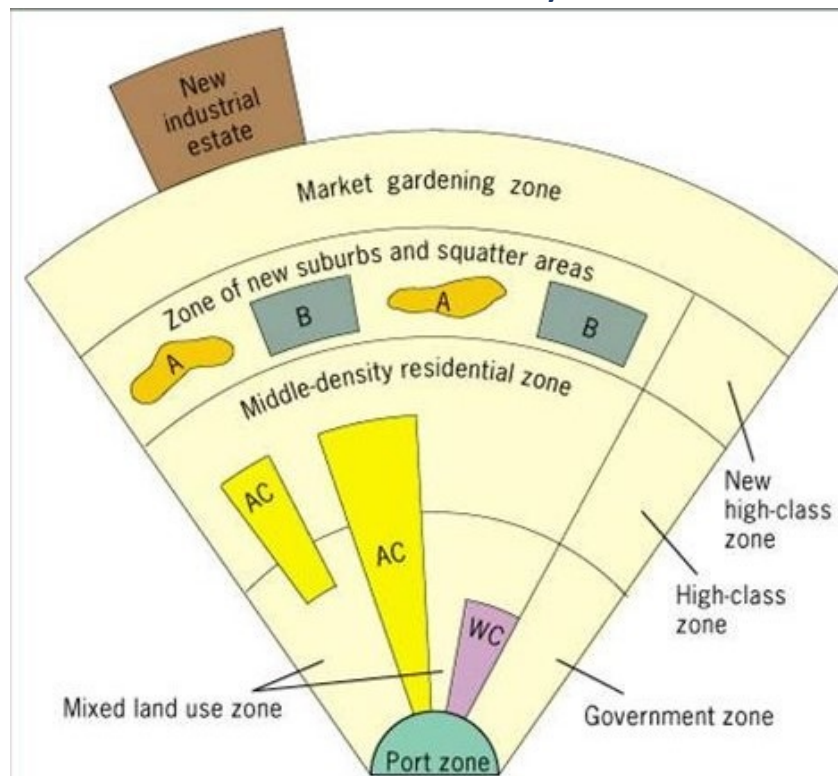 New
industrial
estate
Market gardening zone
Zone of new suburbs and squatter areas
A
B
A
B
Middle-density residential zone
AC
AC
WC
New
high-class
zone
High-class
zone
Mixed land use zone
Government zone
Port zone